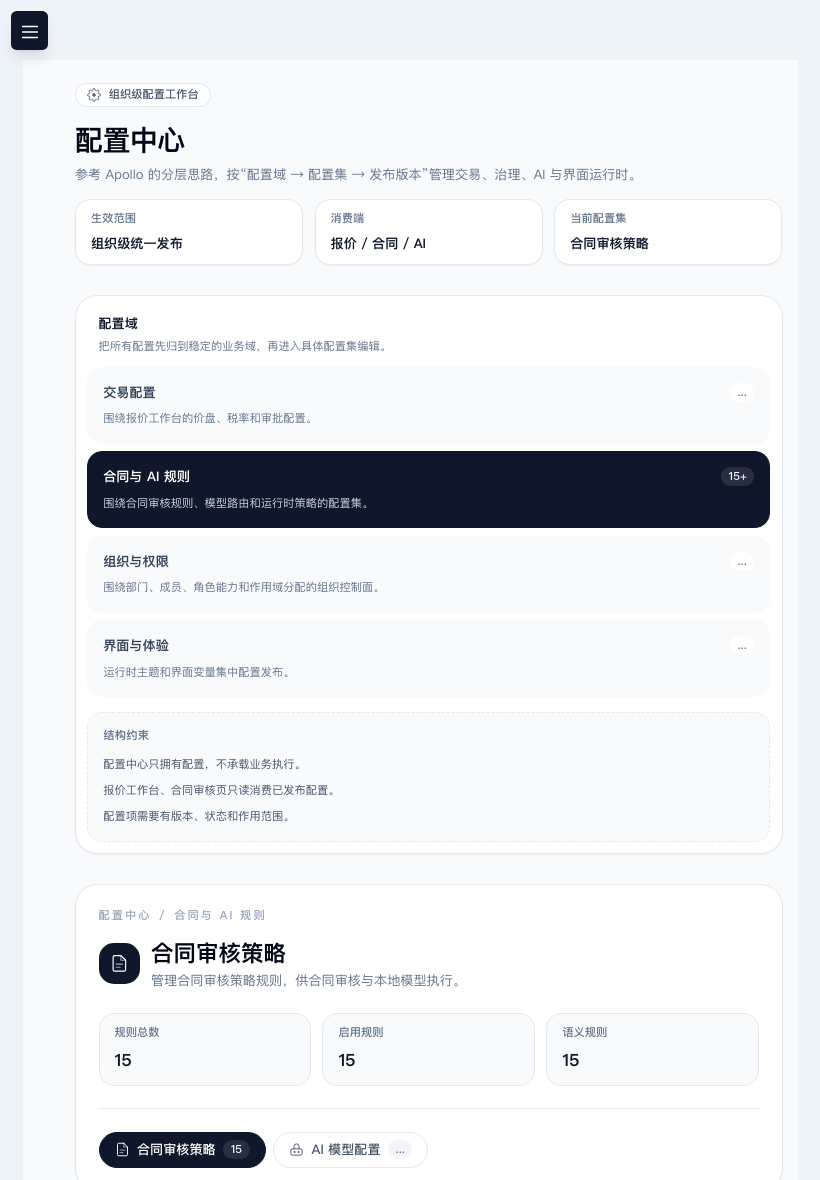 组织级配置工作台
配置中心
参考 Apollo 的分层思路，按“配置域 → 配置集 → 发布版本”管理交易、治理、AI 与界面运行时。
生效范围
组织级统一发布
消费端
报价 / 合同 / AI
当前配置集
合同审核策略
配置域
把所有配置先归到稳定的业务域，再进入具体配置集编辑。
交易配置
...
围绕报价工作台的价盘、税率和审批配置。
合同与 AI 规则
15+
围绕合同审核规则、模型路由和运行时策略的配置集。
组织与权限
...
围绕部门、成员、角色能力和作用域分配的组织控制面。
界面与体验
...
运行时主题和界面变量集中配置发布。
结构约束
配置中心只拥有配置，不承载业务执行。
报价工作台、合同审核页只读消费已发布配置。
配置项需要有版本、状态和作用范围。
配置中心 / 合同与 AI 规则
合同审核策略
管理合同审核策略规则，供合同审核与本地模型执行。
规则总数
15
启用规则
15
语义规则
15
合同审核策略 15
AI 模型配置 ...